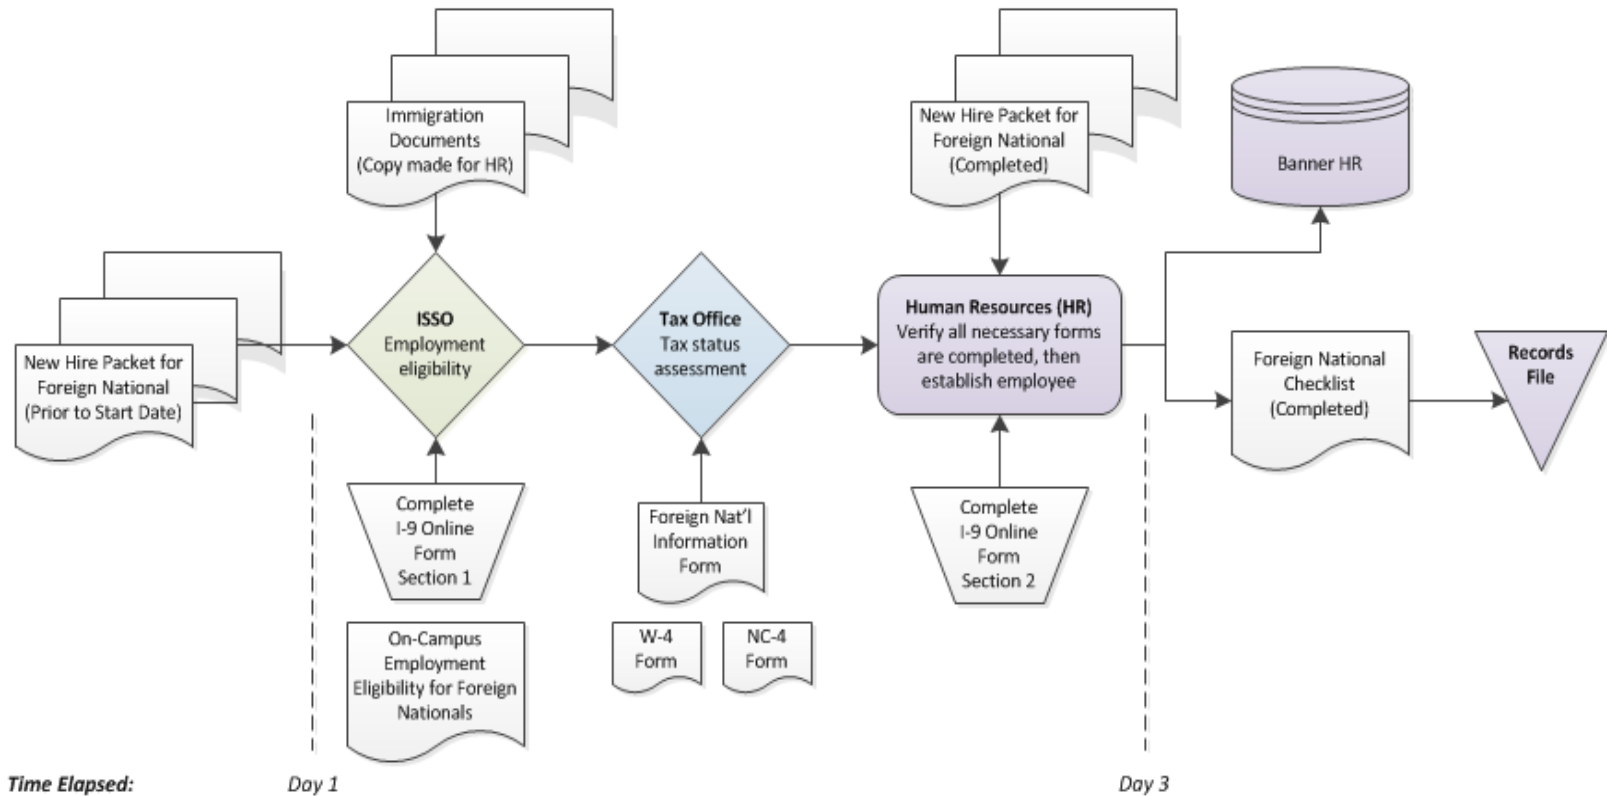 Immigration
Documents
(Copy made for HR)
New Hire Packet for
Foreign National
(Completed)
Banner HR
New Hire Packet for
Foreign National
(Prior to Start Date)
ISSO
Employment
eligibility
Tax Office
Tax status
assessment
Human Resources (HR)
Verify all necessary forms
are completed, then
establish employee
Foreign National
Checklist
(Completed)
Records
File
Complete
I-9 Online
Form
Section 1
Foreign Nat'l
Information
Form
Complete
I-9 Online
Form
Section 2
On-Campus
Employment
Eligibility for Foreign
Nationals
W-4
Form
NC-4
Form
Time Elapsed:
Day 1
Day 3